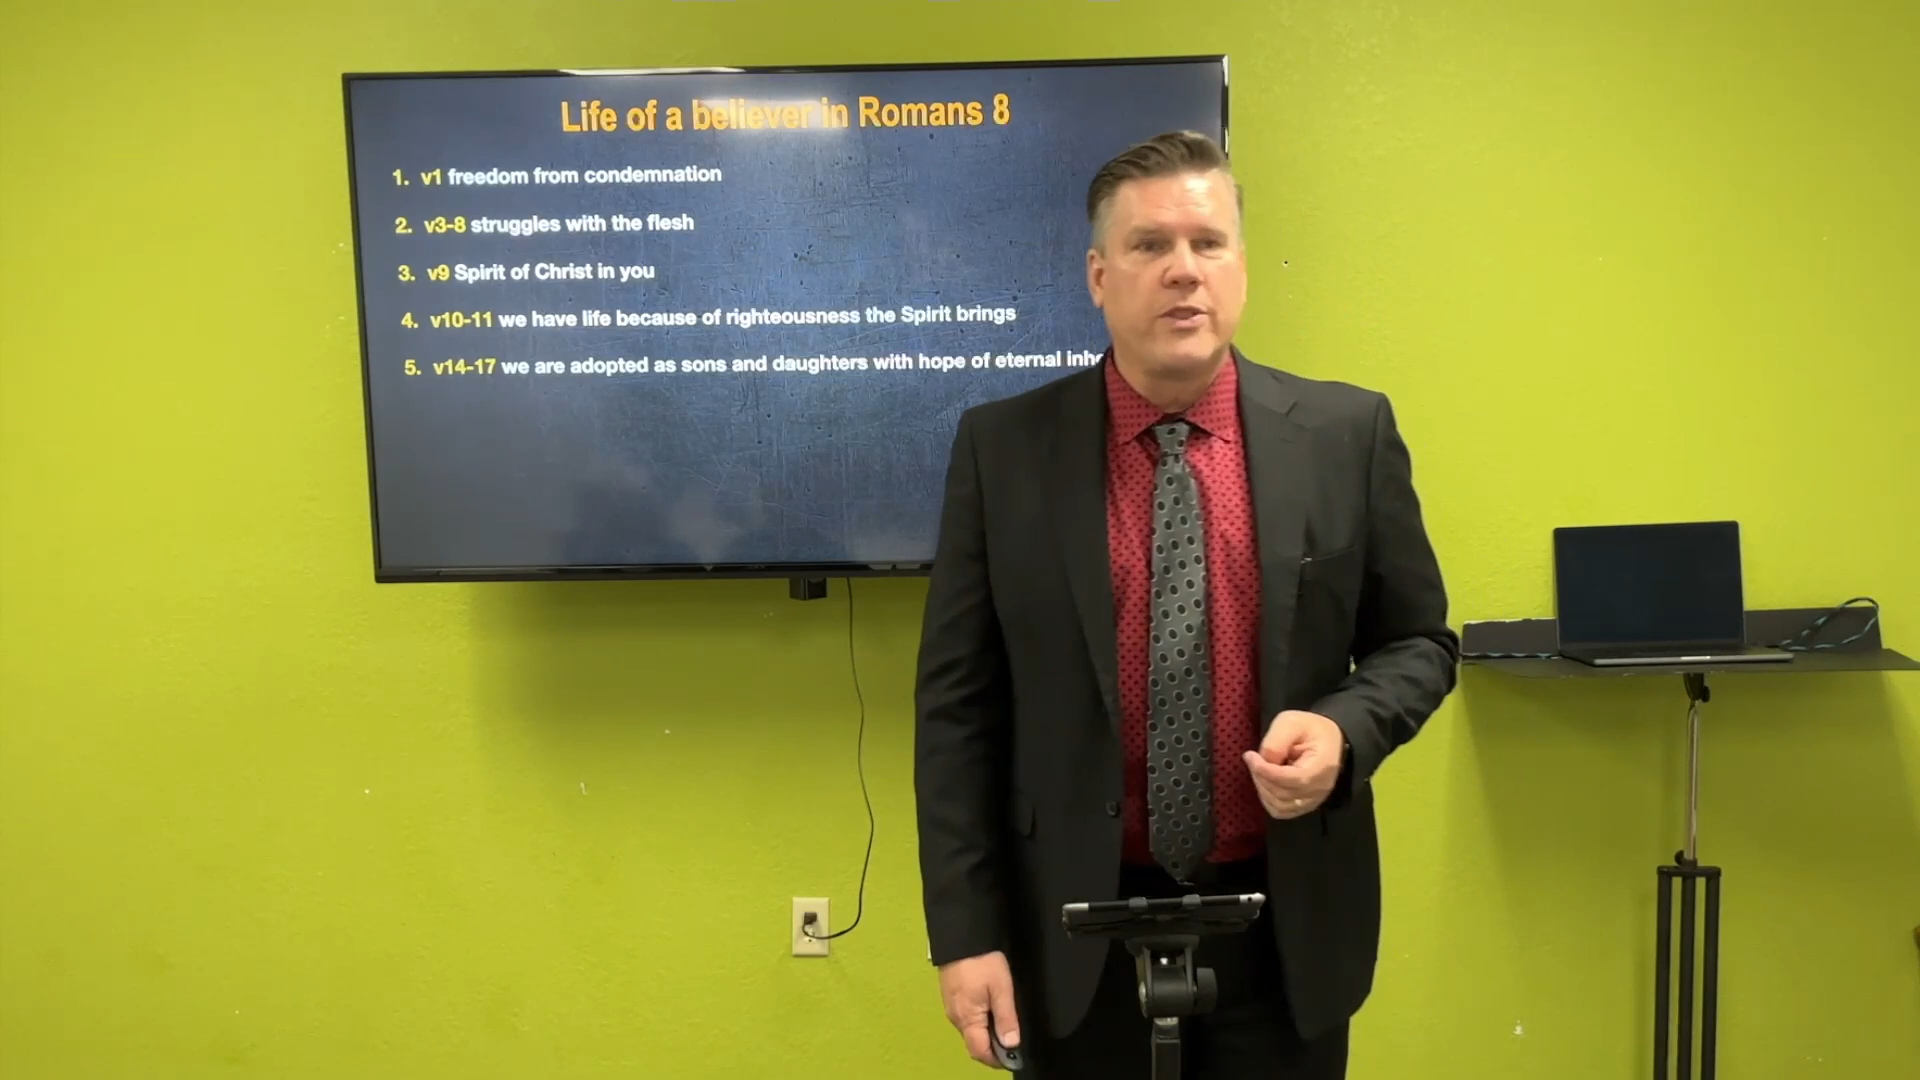 Life of a believer in Romans 8
1. v1 freedom from condemnation
2. v3-8 struggles with the flesh
3. v9 Spirit of Christ in you
4. v10-11 we have life because of righteousness the Spirit brings
5. v14-17 we are adopted as sons and daughters with hope of eternal